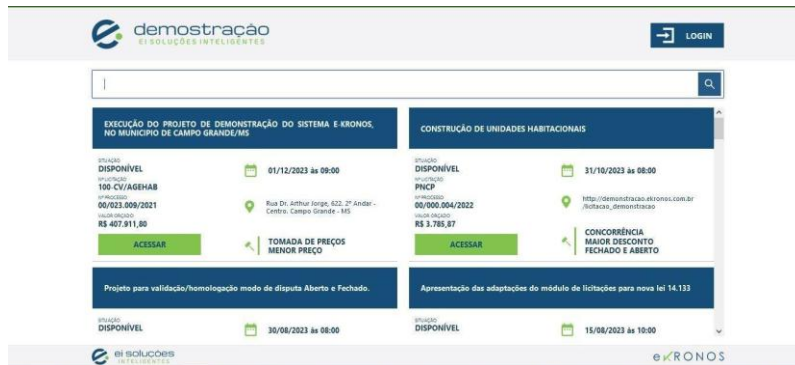 demostração
EI SOLUÇÕES INTELIGENTES
LOGIN
EXECUÇÃO DO PROJETO DE DEMONSTRAÇÃO DO SISTEMA E-KRONOS,
NO MUNICIPIO DE CAMPO GRANDE/MS
SITUAÇÃO
DISPONÍVEL
Nº LICITAÇÃO
100-CV/AGEHAB
Nº PROCESSO
00/023.009/2021
VALOR ORÇADO
R$ 407.911,80
ACESSAR
01/12/2023 às 09:00
Rua Dr. Arthur Jorge, 622. 2º Andar -
Centro. Campo Grande - MS
TOMADA DE PREÇOS
MENOR PREÇO
CONSTRUÇÃO DE UNIDADES HABITACIONAIS
SITUAÇÃO
DISPONÍVEL
Nº LICITAÇÃO
PNCP
Nº PROCESSO
00/000.004/2022
VALOR ORÇADO
R$ 3.785,87
ACESSAR
31/10/2023 às 08:00
http://demonstracao.ekronos.com.br
/licitacao_demonstracao
CONCORRÊNCIA
MAIOR DESCONTO
FECHADO E ABERTO
Projeto para validação/homologação modo de disputa Aberto e Fechado.
SITUAÇÃO
DISPONÍVEL
30/08/2023 às 08:00
Apresentação das adaptações do módulo de licitações para nova lei 14.133
SITUAÇÃO
DISPONÍVEL
15/08/2023 às 10:00
ei soluções
INTELIGENTES
eKRONOS